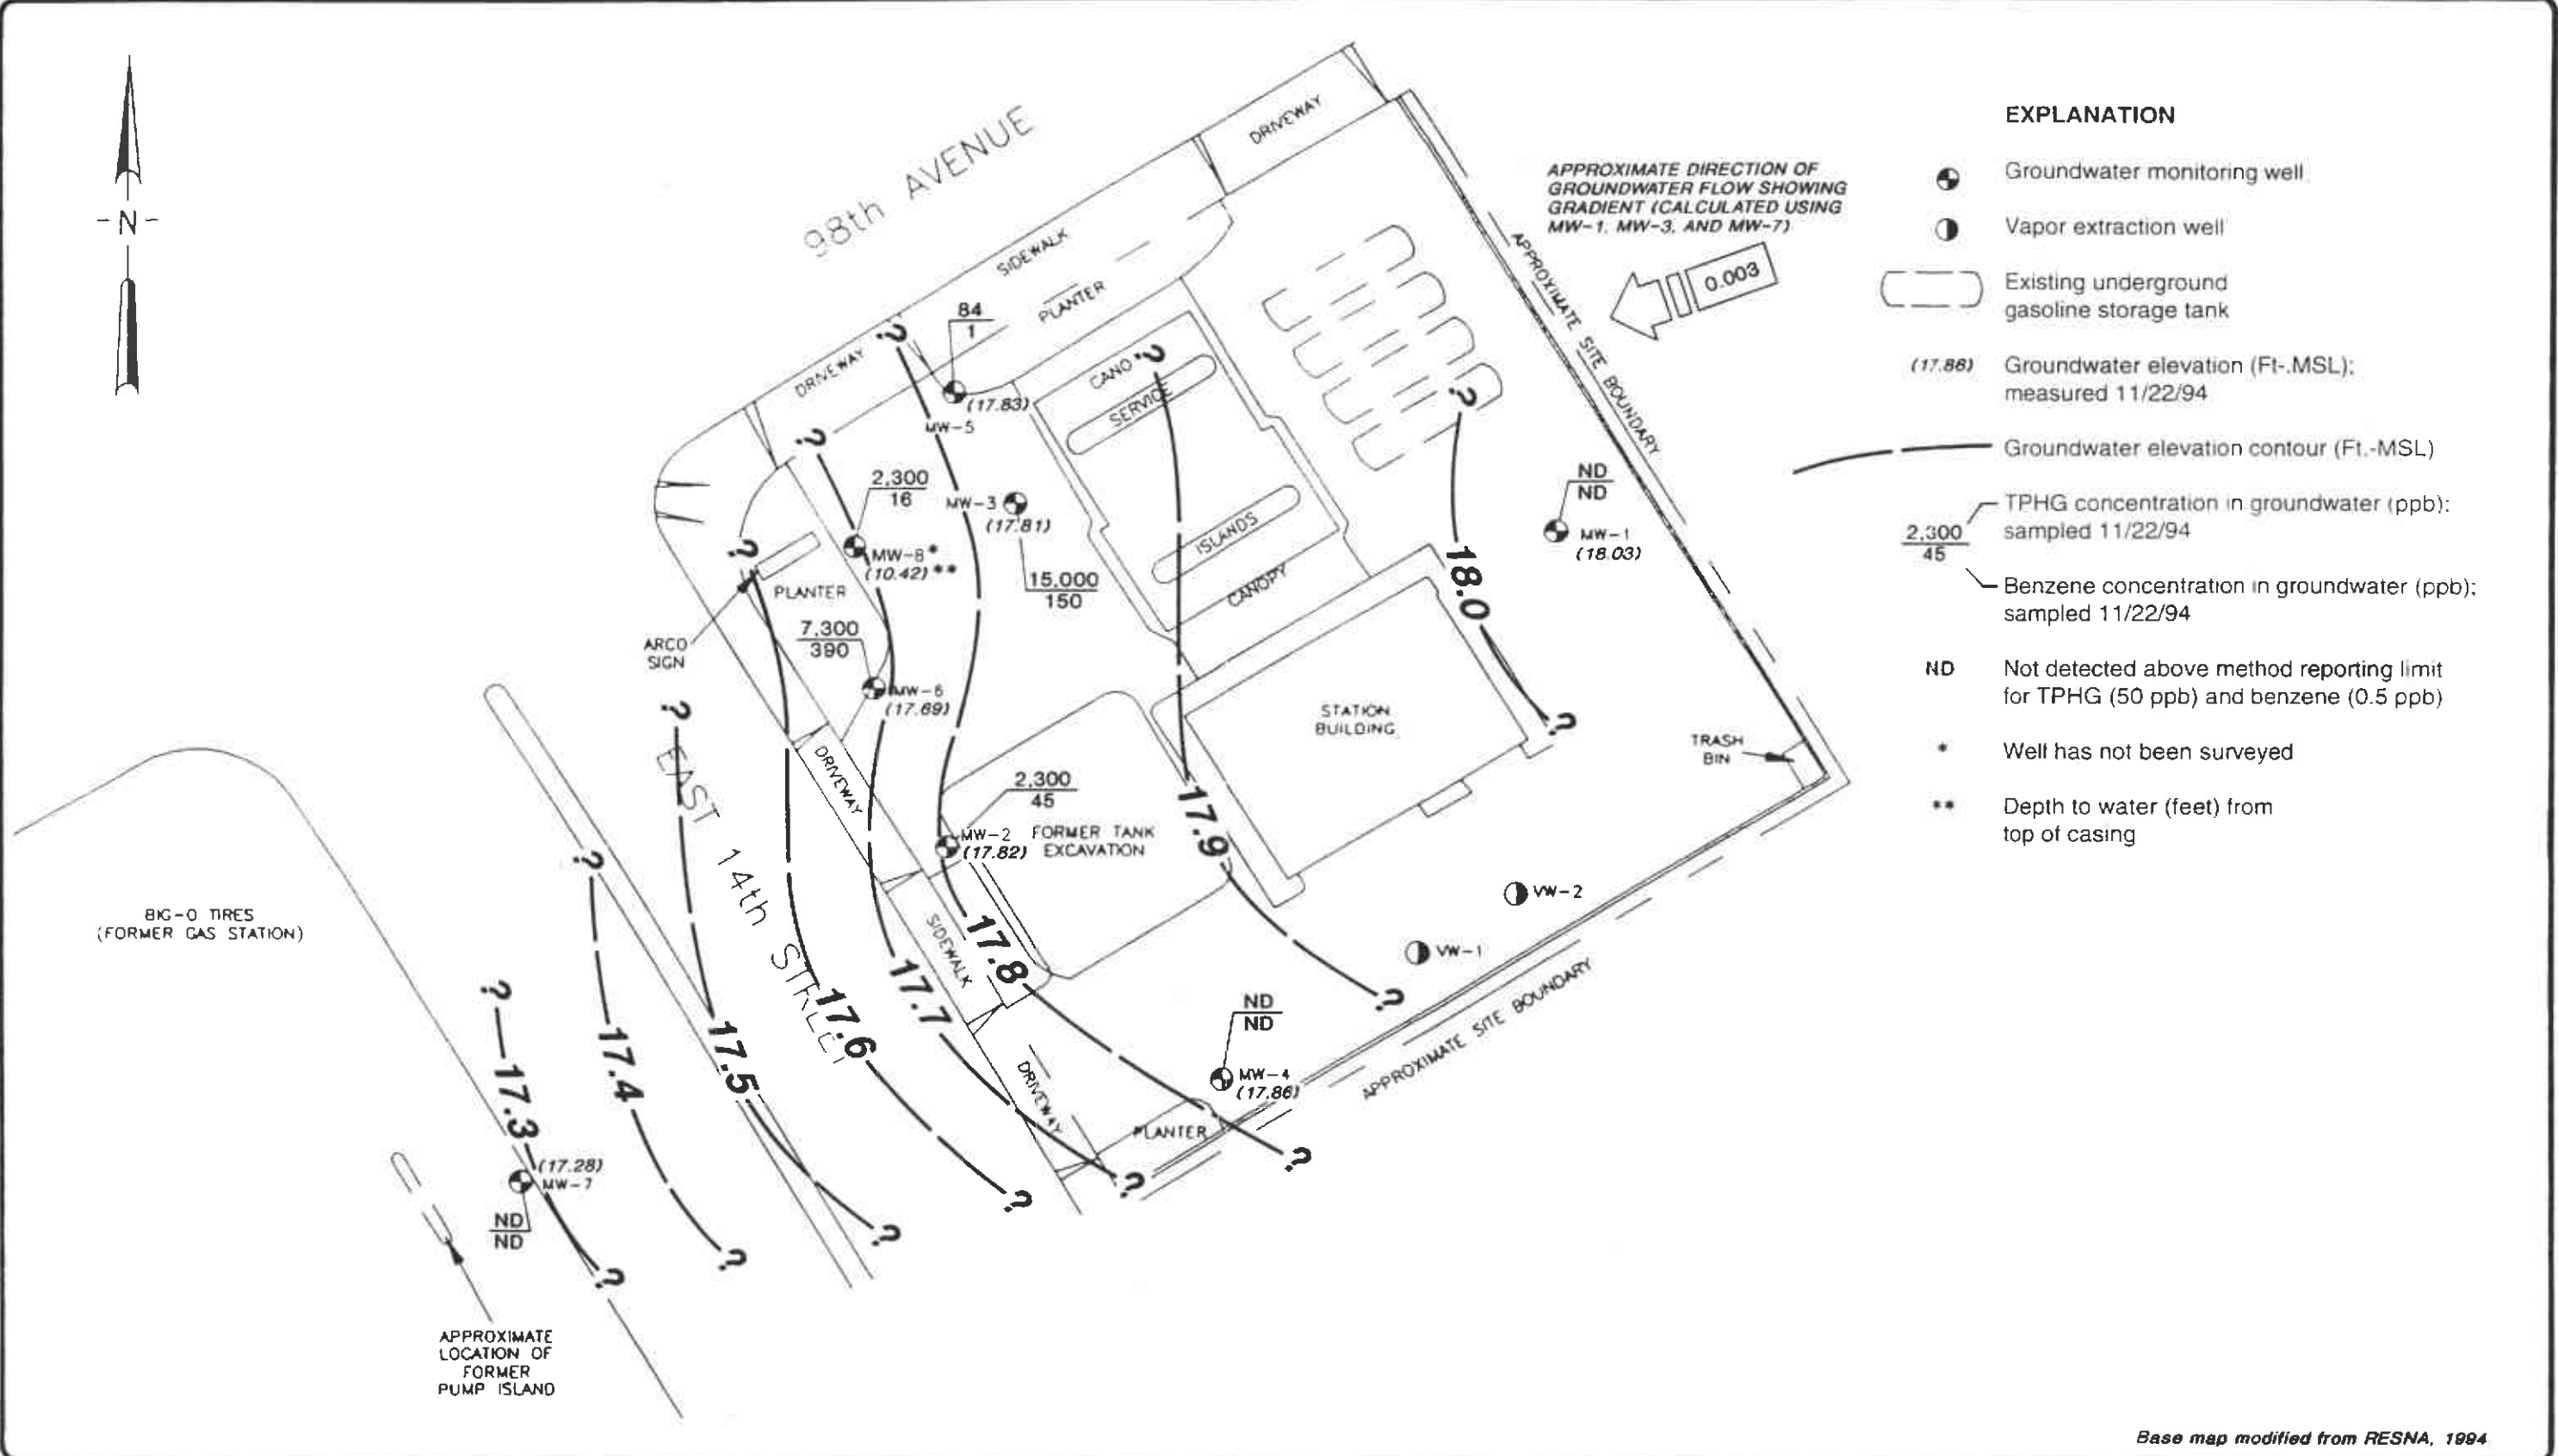 98th AVENUE
DRIVEWAY
SIDEWALK
PLANTER
DRIVEWAY
-N-
APPROXIMATE DIRECTION OF
GROUNDWATER FLOW SHOWING
GRADIENT (CALCULATED USING
MW-1, MW-3, AND MW-7)
0.003
APPROXIMATE SITE BOUNDARY
84
1
(17.83)
MW-5
?
?
?
?
?
?
?
?
CANO
SERVIC
ISLANDS
CANOPY
2,300
16
MW-3
(17.81)
MW-8*
(10.42)**
15,000
150
PLANTER
ARCO
SIGN
7,300
390
MW-6
(17.69)
ND
ND
MW-1
(18.03)
18.0
?
STATION
BUILDING
TRASH
BIN
EAST 14th STREET
DRIVEWAY
2,300
45
MW-2
(17.82)
FORMER TANK
EXCAVATION
17.9
BIG-O TIRES
(FORMER GAS STATION)
VW-2
VW-1
SIDEWALK
17.8
17.7
17.6
17.5
17.4
17.3
?
ND
ND
MW-4
(17.86)
APPROXIMATE SITE BOUNDARY
DRIVEWAY
PLANTER
?
?
?
?
?
?
(17.28)
MW-7
ND
ND
APPROXIMATE
LOCATION OF
FORMER
PUMP ISLAND
EXPLANATION
Groundwater monitoring well
Vapor extraction well
Existing underground
gasoline storage tank
(17.86) Groundwater elevation (Ft-.MSL);
measured 11/22/94
Groundwater elevation contour (Ft.-MSL)
TPHG concentration in groundwater (ppb);
2,300 sampled 11/22/94
45
Benzene concentration in groundwater (ppb);
sampled 11/22/94
ND Not detected above method reporting limit
for TPHG (50 ppb) and benzene (0.5 ppb)
* Well has not been surveyed
** Depth to water (feet) from
top of casing
Base map modified from RESNA, 1994